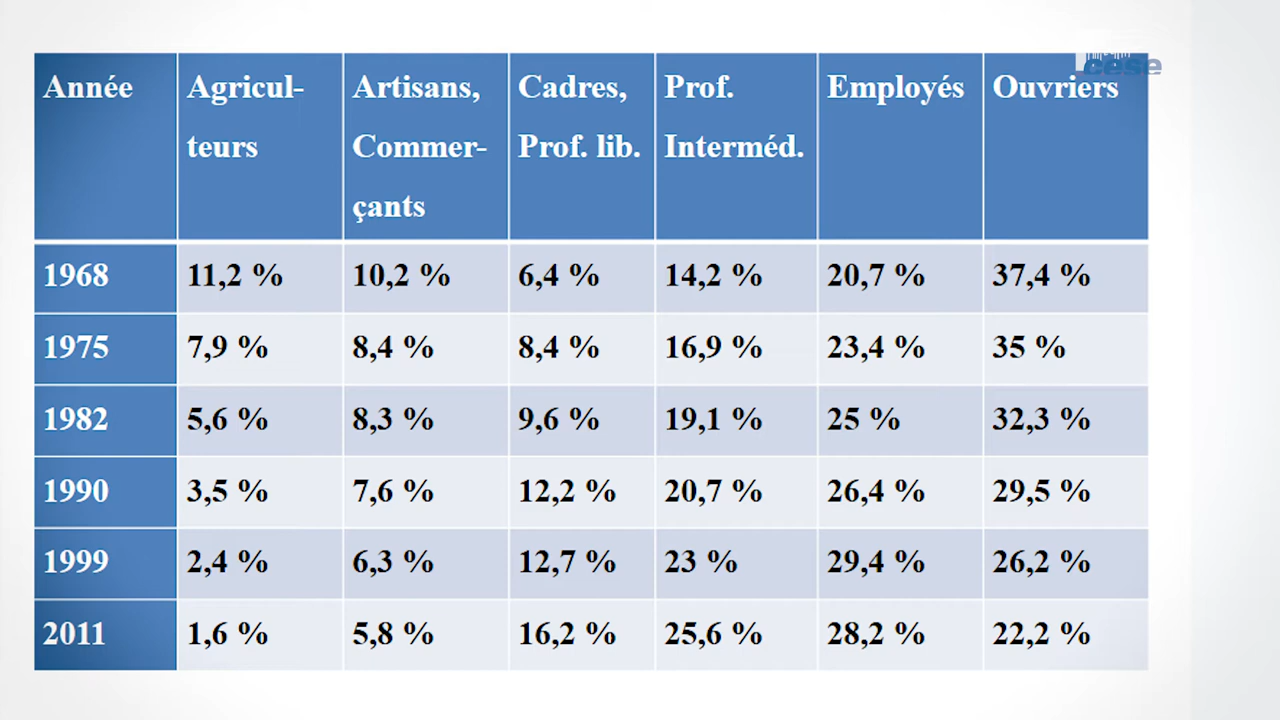 cese
Année Agricul- Artisans, Cadres, Prof. Employés Ouvriers
teurs Commer- Prof. lib. Interméd.
çants
1968 11,2 % 10,2 % 6,4 % 14,2 % 20,7 % 37,4 %
1975 7,9 % 8,4 % 8,4 % 16,9 % 23,4 % 35 %
1982 5,6 % 8,3 % 9,6 % 19,1 % 25 % 32,3 %
1990 3,5 % 7,6 % 12,2 % 20,7 % 26,4 % 29,5 %
1999 2,4 % 6,3 % 12,7 % 23 % 29,4 % 26,2 %
2011 1,6 % 5,8 % 16,2 % 25,6 % 28,2 % 22,2 %